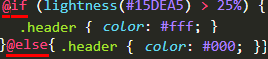 @if (lightness(#15DEA5) > 25%) {
.header { color: #fff; }
}@else{ .header { color: #000; }}